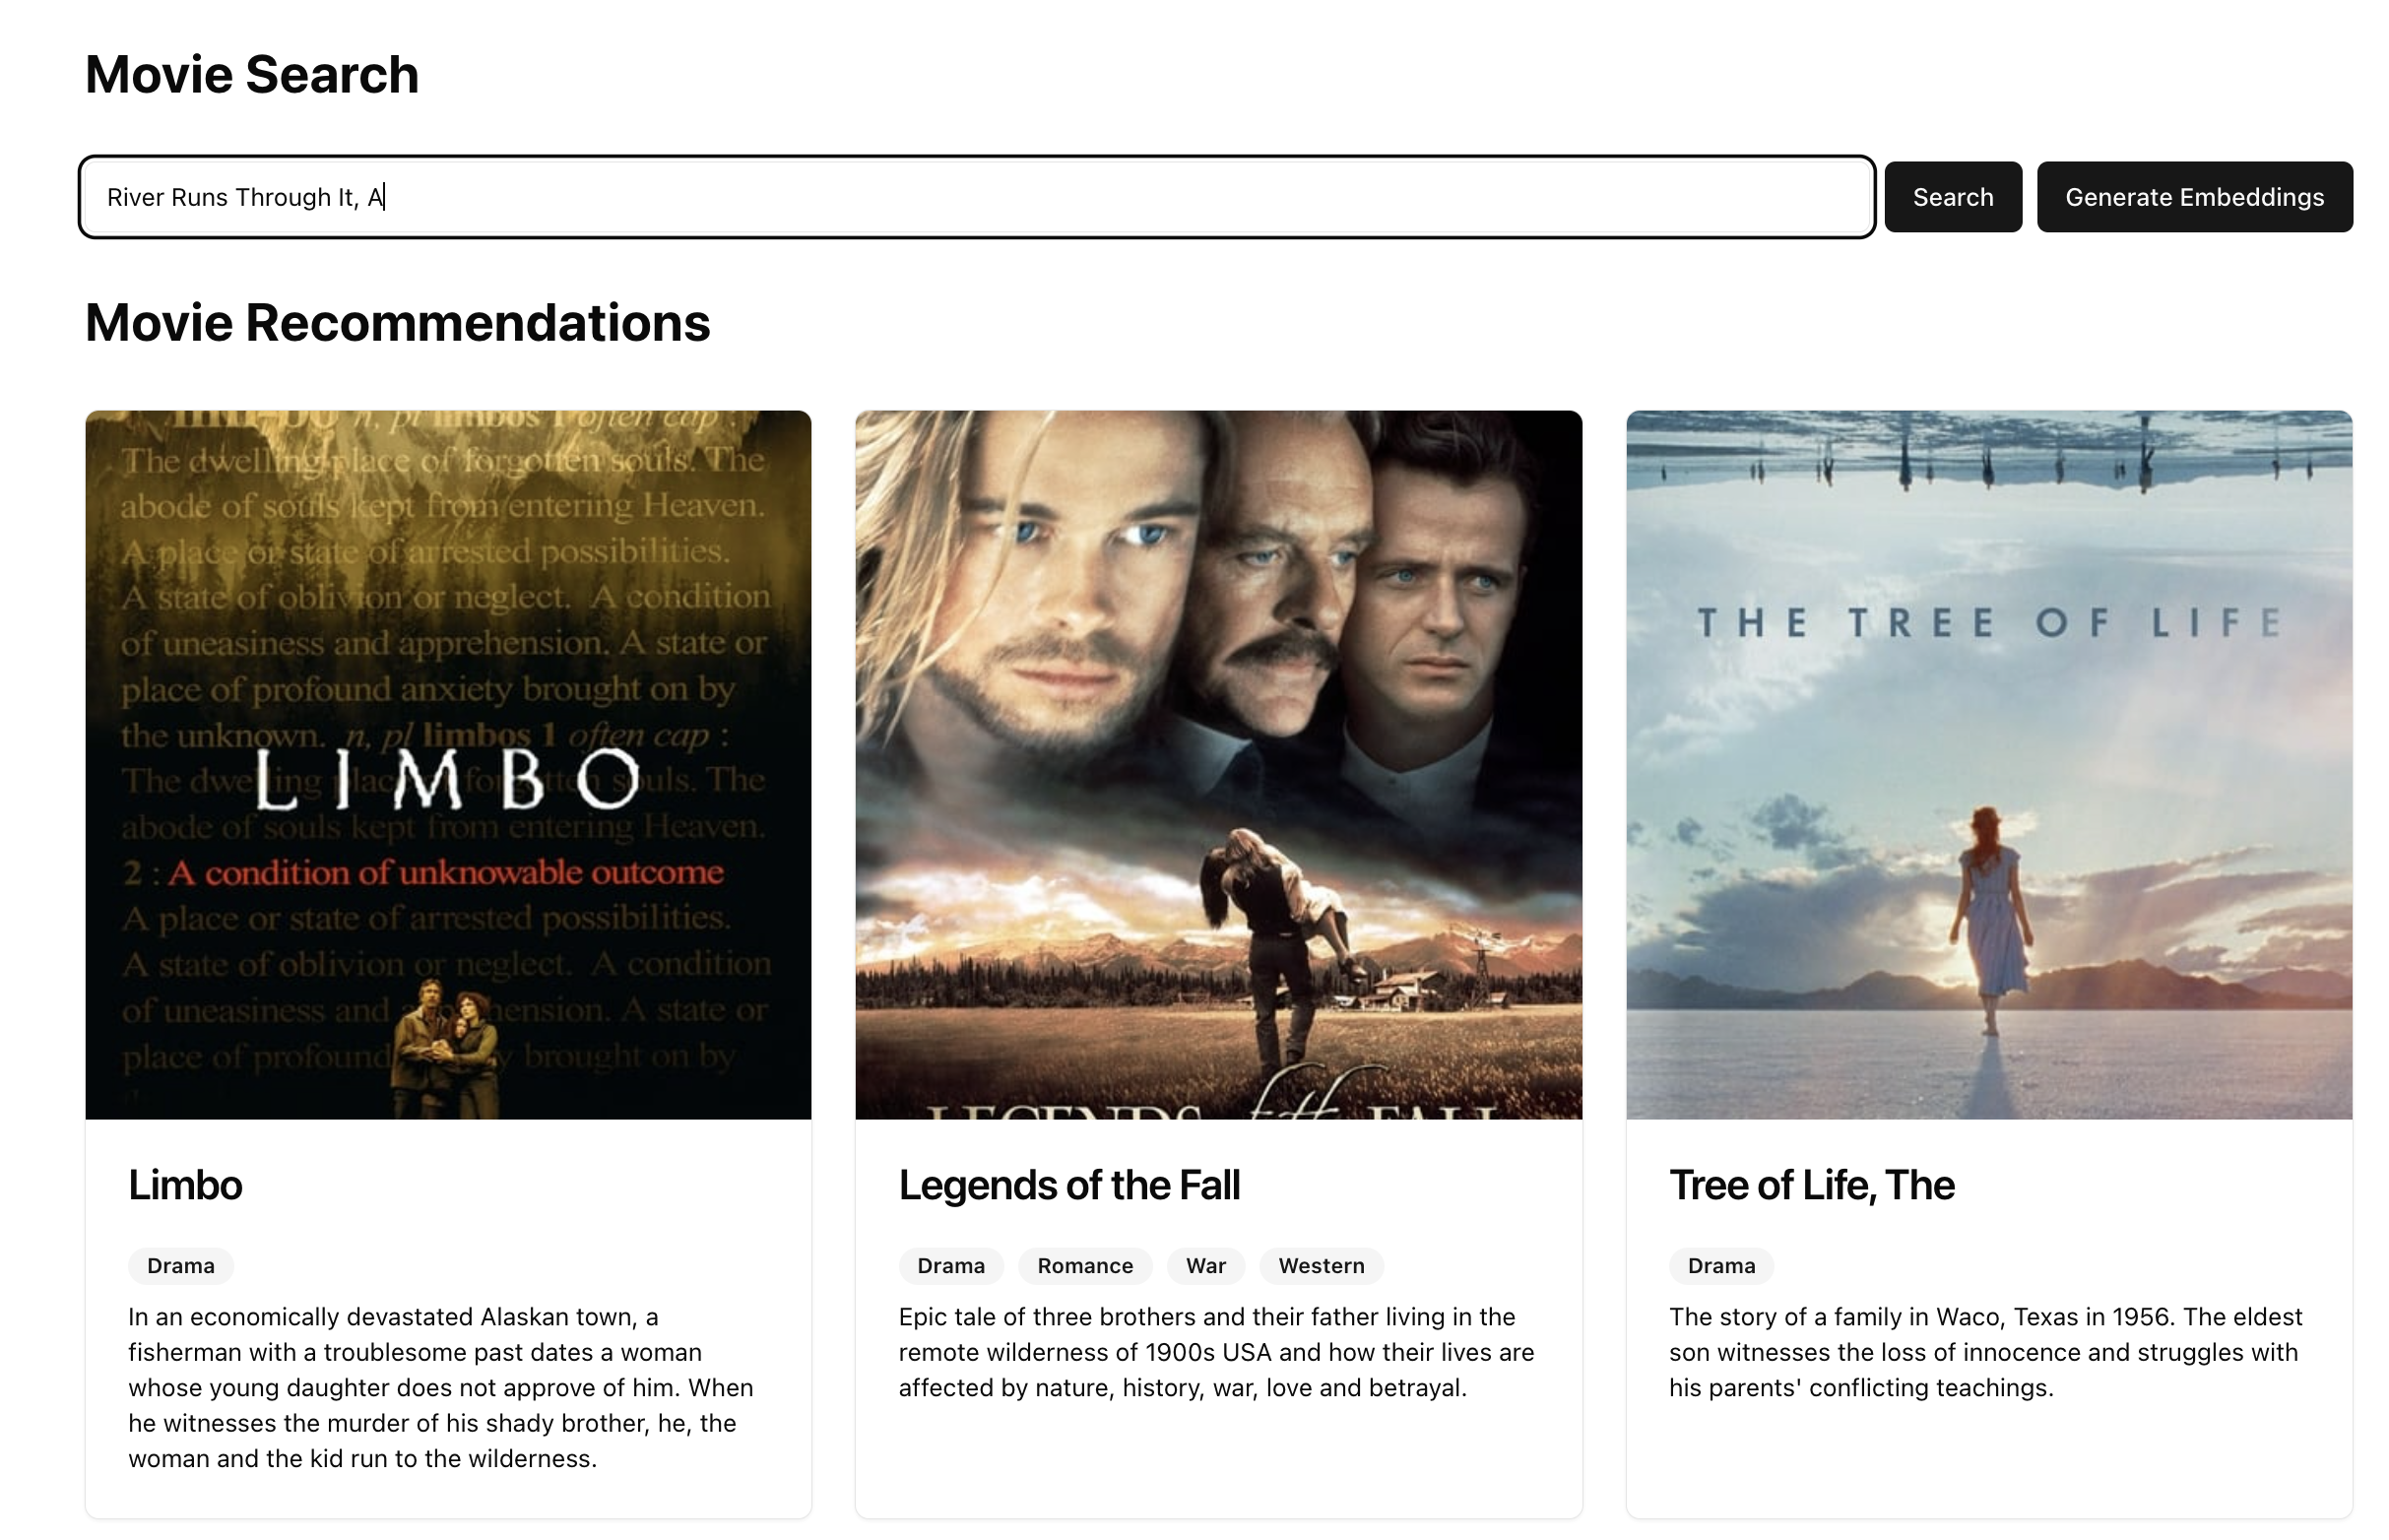 Movie Search
River Runs Through It, A
Search
Generate Embeddings
Movie Recommendations
n, pl limbos 1 often cap :
The dwelling place of forgotten souls. The
abode of souls kept from entering Heaven.
A place or state of arrested possibilities.
A state of oblivion or neglect. A condition
of uneasiness and apprehension. A state or
place of profound anxiety brought on by
the unknown. n, pl limbos 1 often cap :
The dwelling place of forgotten souls. The
LIMBO
abode of souls kept from entering Heaven.
2 : A condition of unknowable outcome
A place or state of arrested possibilities.
A state of oblivion or neglect. A condition
of uneasiness and apprehension. A state or
place of profound brought on by
LEGENDS of the FALL
THE TREE OF LIFE
Limbo
Drama
In an economically devastated Alaskan town, a
fisherman with a troublesome past dates a woman
whose young daughter does not approve of him. When
he witnesses the murder of his shady brother, he, the
woman and the kid run to the wilderness.
Legends of the Fall
Drama
Romance
War
Western
Epic tale of three brothers and their father living in the
remote wilderness of 1900s USA and how their lives are
affected by nature, history, war, love and betrayal.
Tree of Life, The
Drama
The story of a family in Waco, Texas in 1956. The eldest
son witnesses the loss of innocence and struggles with
his parents' conflicting teachings.